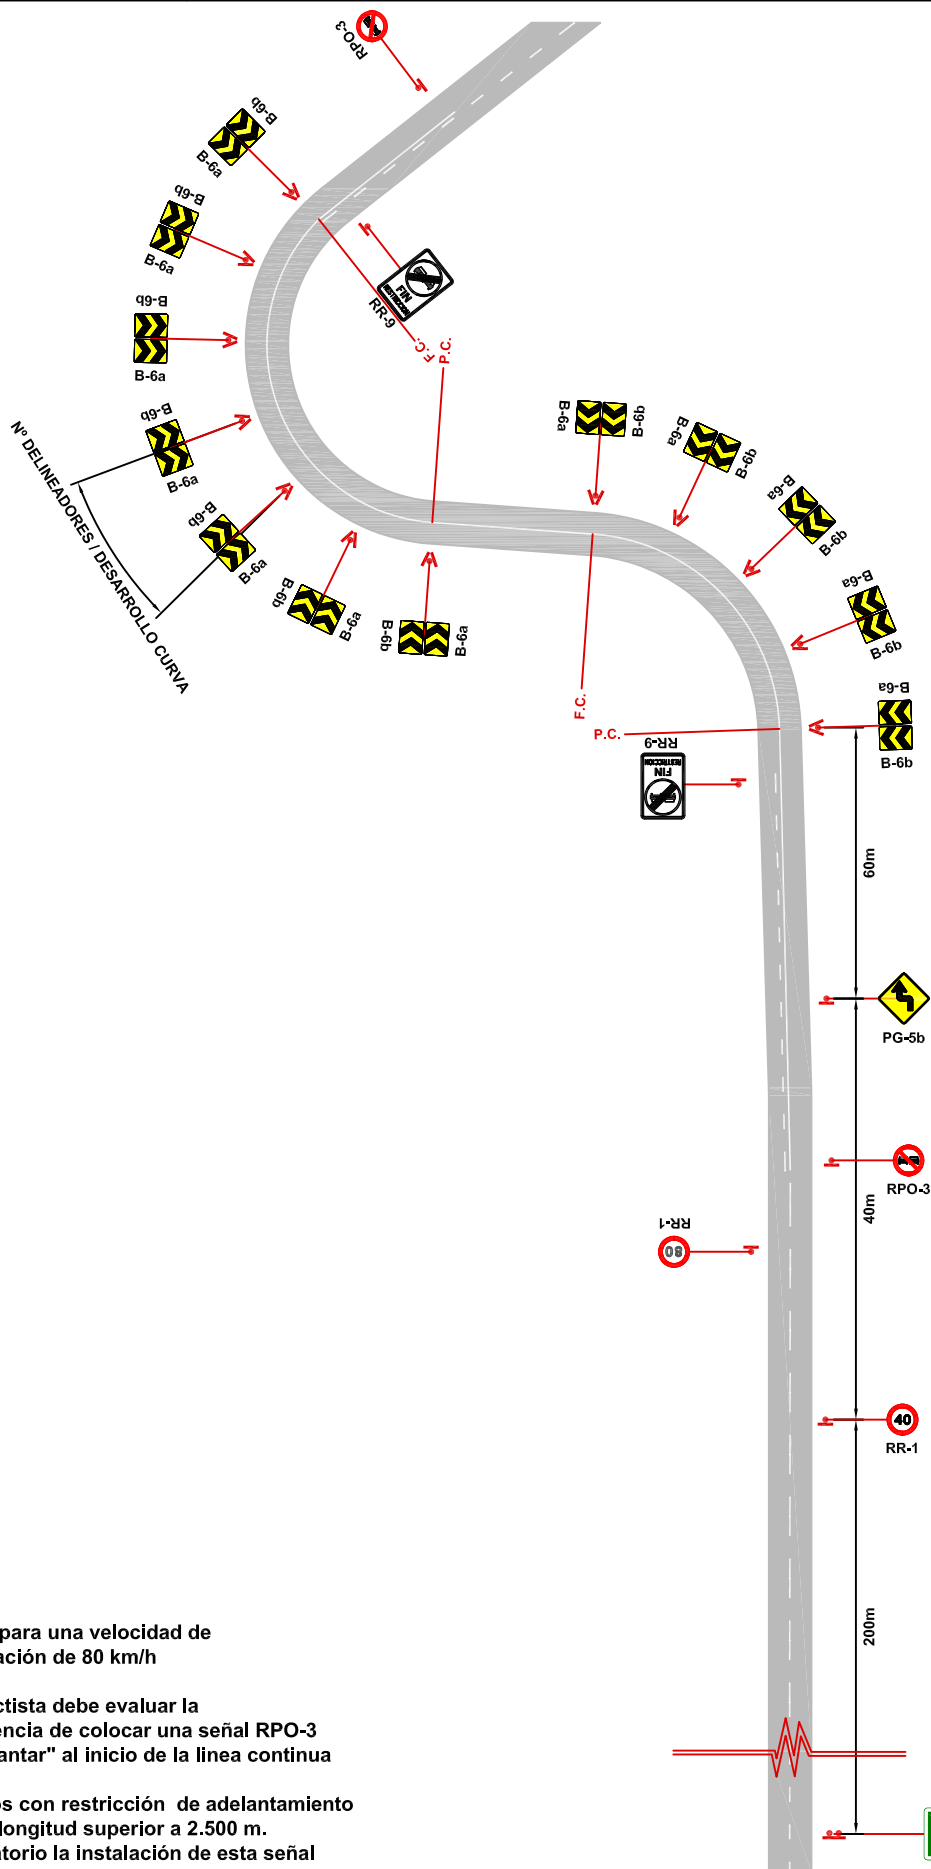 RPO-3
B-6b
B-6a
B-6b
B-6a
FIN
RESTRICCION
RR-9
B-6b
B-6a
F.C.
P.C.
B-6b
B-6a
Nº DELINEADORES / DESARROLLO CURVA
B-6b
B-6a
B-6b
B-6a
B-6b
B-6a
B-6a
B-6b
B-6a
B-6b
B-6a
B-6b
B-6a
B-6b
B-6a
B-6b
F.C.
P.C.
RR-9
FIN
RESTRICCION
60m
PG-5b
RPO-3
40m
RR-1
80
40
RR-1
200m
para una velocidad de
ación de 80 km/h
ctista debe evaluar la
encia de colocar una señal RPO-3
antar" al inicio de la linea continua
os con restricción de adelantamiento
longitud superior a 2.500 m.
atorio la instalación de esta señal